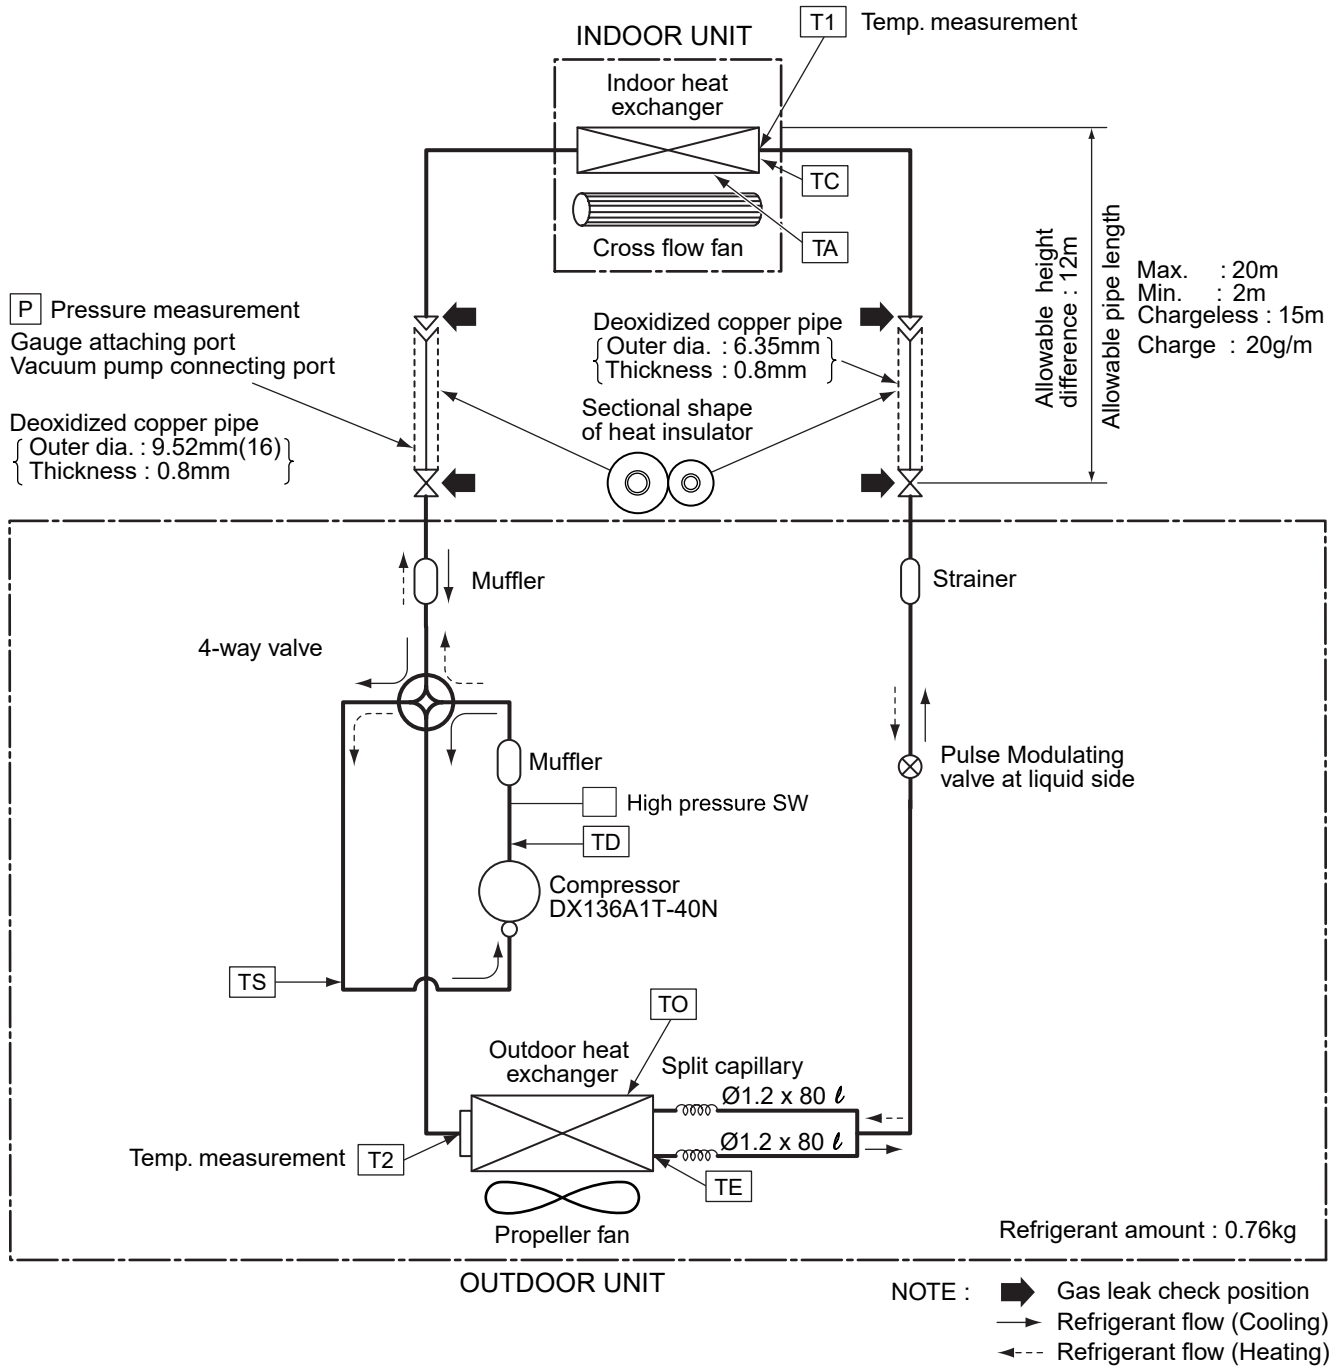 T1 Temp. measurement
INDOOR UNIT
Indoor heat
exchanger
TC
Cross flow fan
TA
Allowable height
difference : 12m
Allowable pipe length
Max. : 20m
Min. : 2m
Chargeless : 15m
Charge : 20g/m
P Pressure measurement
Gauge attaching port
Vacuum pump connecting port
Deoxidized copper pipe
Outer dia. : 9.52mm(16)
Thickness : 0.8mm
Deoxidized copper pipe
Outer dia. : 6.35mm
Thickness : 0.8mm
Sectional shape
of heat insulator
Muffler
Strainer
4-way valve
Muffler
Pulse Modulating
valve at liquid side
High pressure SW
TD
Compressor
DX136A1T-40N
TS
TO
Outdoor heat
exchanger
Split capillary
Ø1.2 x 80 ℓ
Ø1.2 x 80 ℓ
Temp. measurement T2
TE
Propeller fan
Refrigerant amount : 0.76kg
OUTDOOR UNIT
NOTE : Gas leak check position
Refrigerant flow (Cooling)
Refrigerant flow (Heating)